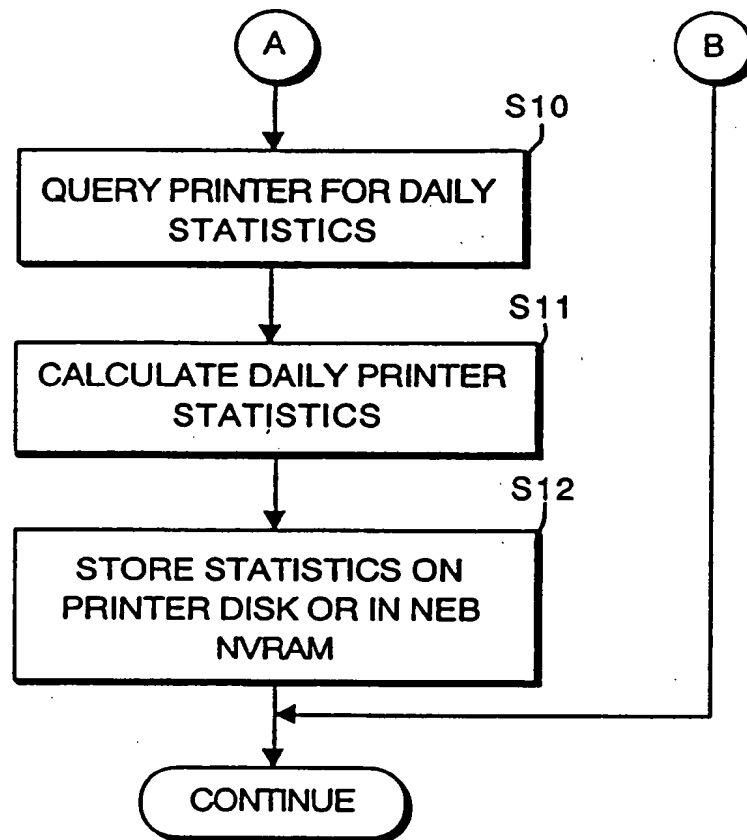 A
B
S10
QUERY PRINTER FOR DAILY
STATISTICS
S11
CALCULATE DAILY PRINTER
STATISTICS
S12
STORE STATISTICS ON
PRINTER DISK OR IN NEB
NVRAM
CONTINUE